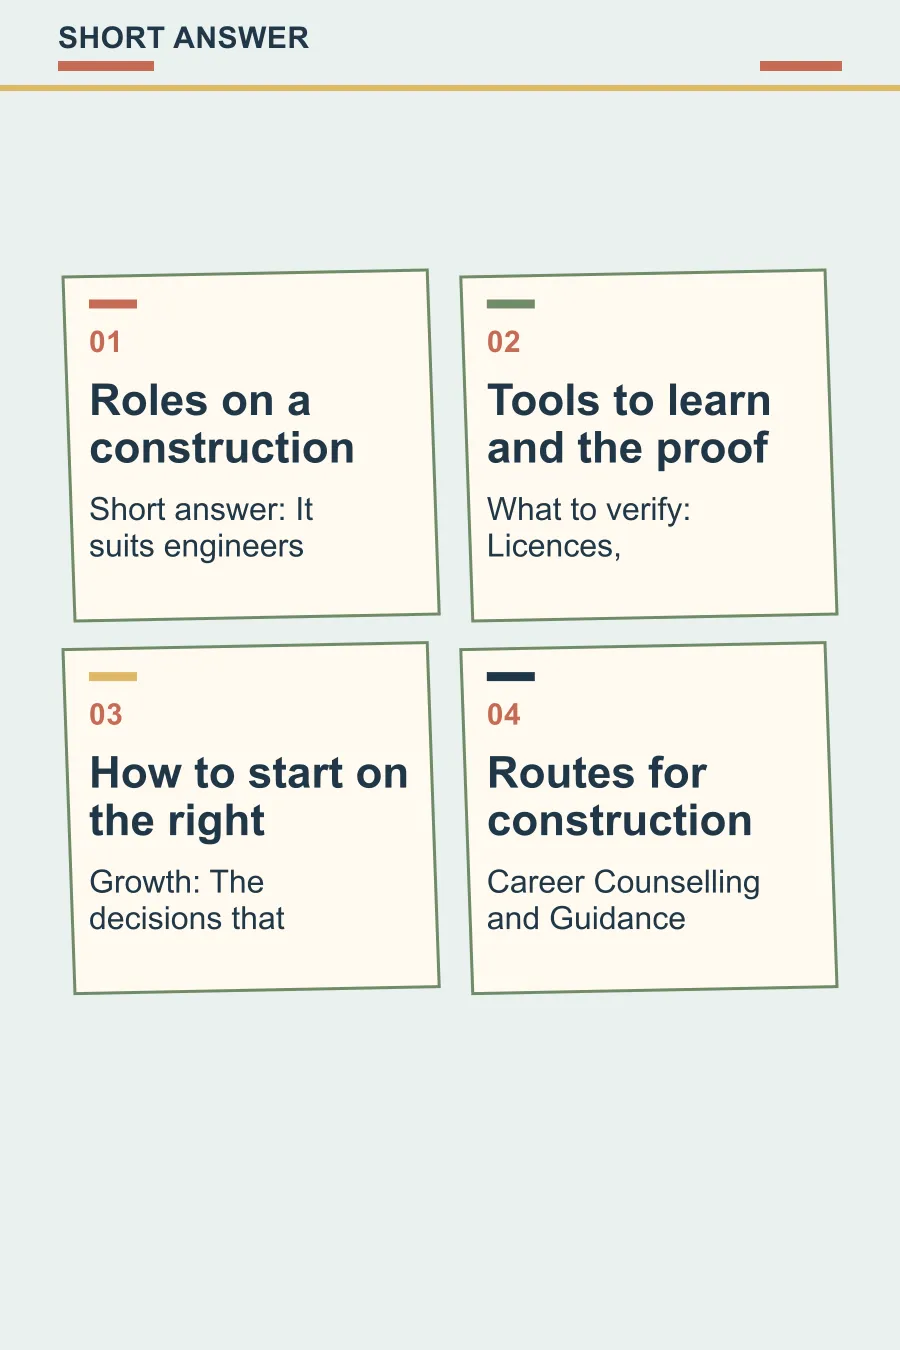 SHORT ANSWER
01
Roles on a
construction
Short answer: It
suits engineers
02
Tools to learn
and the proof
What to verify:
Licences,
03
How to start on
the right
Growth: The
decisions that
04
Routes for
construction
Career Counselling
and Guidance